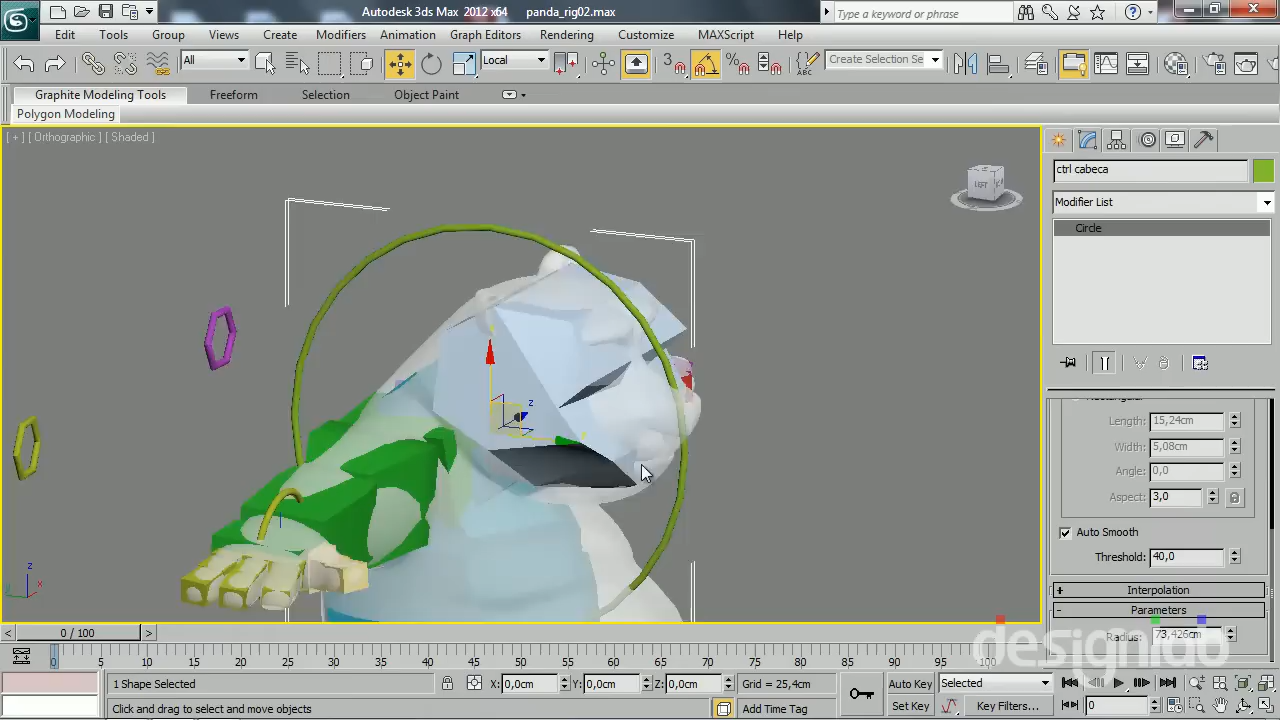 Autodesk 3ds Max 2012 x64 panda_rig02.max
Type a keyword or phrase
Edit Tools Group Views Create Modifiers Animation Graph Editors Rendering Customize MAXScript Help
All
Local
3
%
ABC
Create Selection Se
Graphite Modeling Tools Freeform Selection Object Paint
Polygon Modeling
[ + ] [ Orthographic ] [ Shaded ]
LEFT
ctrl cabeca
Modifier List
Circle
z
Length: 15,24cm
Width: 5,08cm
Angle: 0,0
Aspect: 3,0
Auto Smooth
Threshold: 40,0
+ Interpolation
- Parameters
Radius: 73,426cm
z
x
y
designlab
< 0 / 100 >
0 5 10 15 20 25 30 35 40 45 50 55 60 65 70 75 80 85 90 95 100
1 Shape Selected
X: 0,0cm Y: 0,0cm Z: 0,0cm Grid = 25,4cm
Auto Key Selected
Click and drag to select and move objects
Add Time Tag
Set Key Key Filters... 0